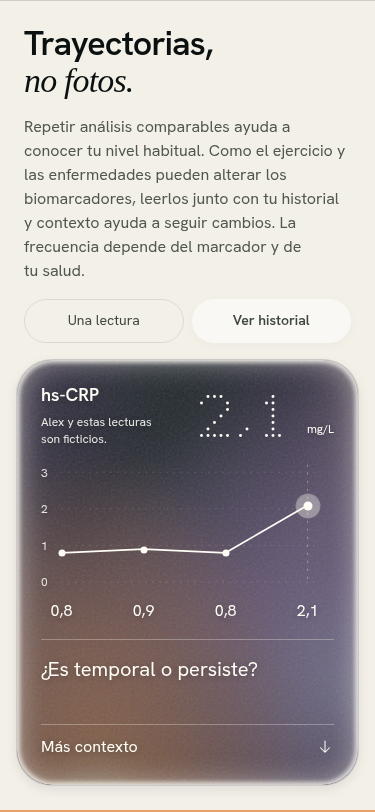 Trayectorias,
no fotos.
Repetir análisis comparables ayuda a
conocer tu nivel habitual. Como el ejercicio y
las enfermedades pueden alterar los
biomarcadores, leerlos junto con tu historial
y contexto ayuda a seguir cambios. La
frecuencia depende del marcador y de
tu salud.
Una lectura
Ver historial
hs-CRP
Alex y estas lecturas
son ficticios.
2.1 mg/L
3
2
1
0
0,8 0,9 0,8 2,1
¿Es temporal o persiste?
Más contexto